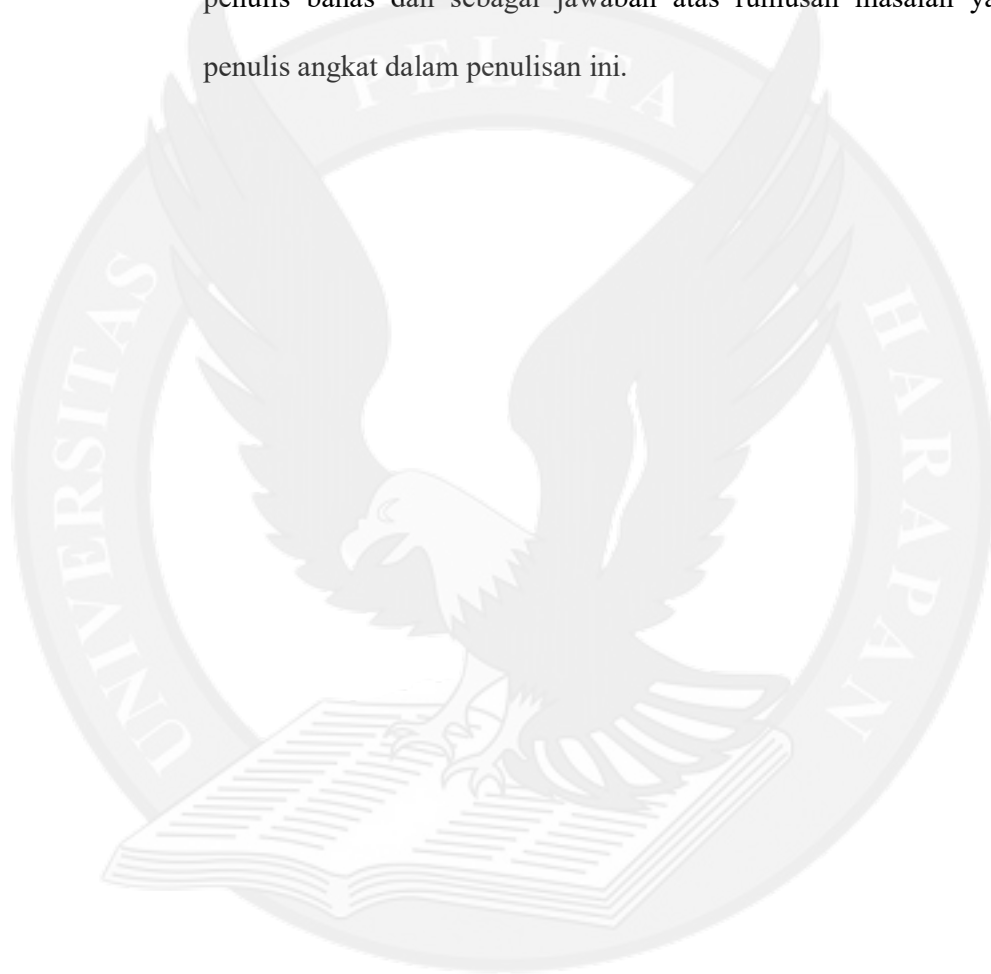 penulis bahas dan sebagai jawaban atas rumusan masalah
penulis angkat dalam penulisan ini.
PELITA
UNIVERSITAS
HARAPAN